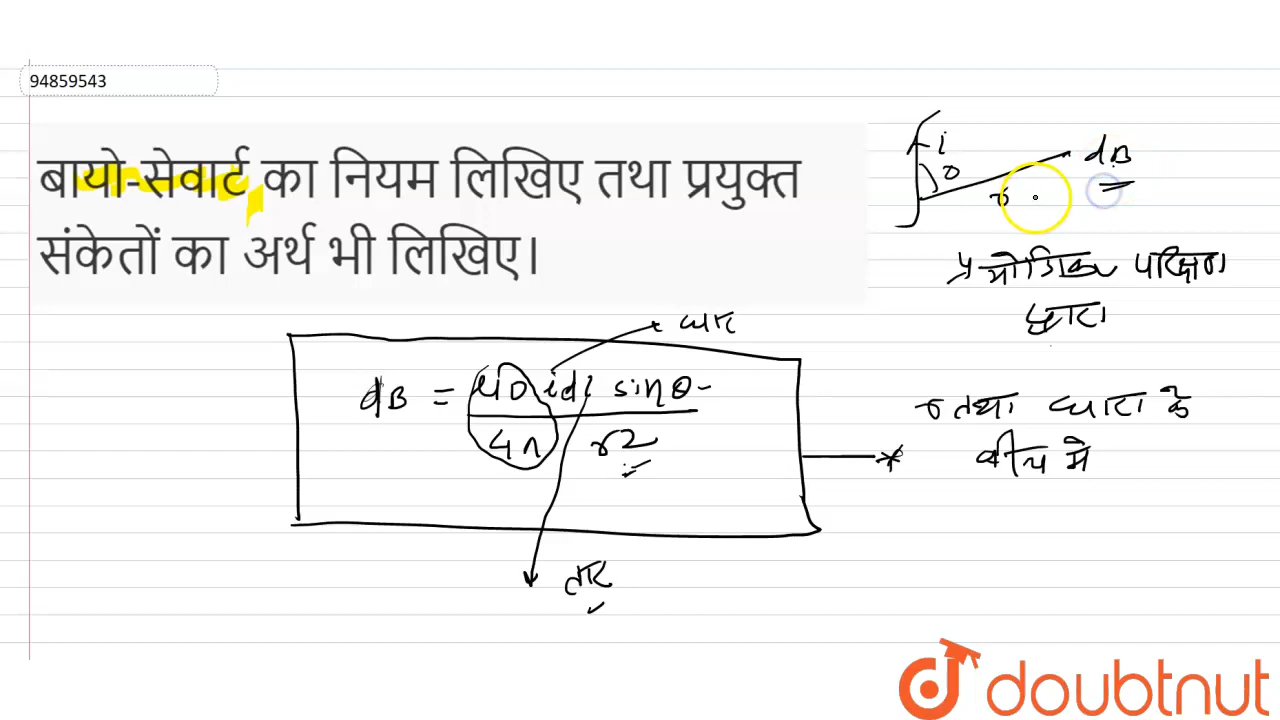 94859543
बायो-सेवार्ट का नियम लिखिए तथा प्रयुक्त
संकेतों का अर्थ भी लिखिए।
i
θ
dB
r
प्रयोगिक परिक्षण
द्वारा
धारा
dB = μ0 idl sinθ
4π r2
r तथा धारा के
बीच में
तार
doubtnut